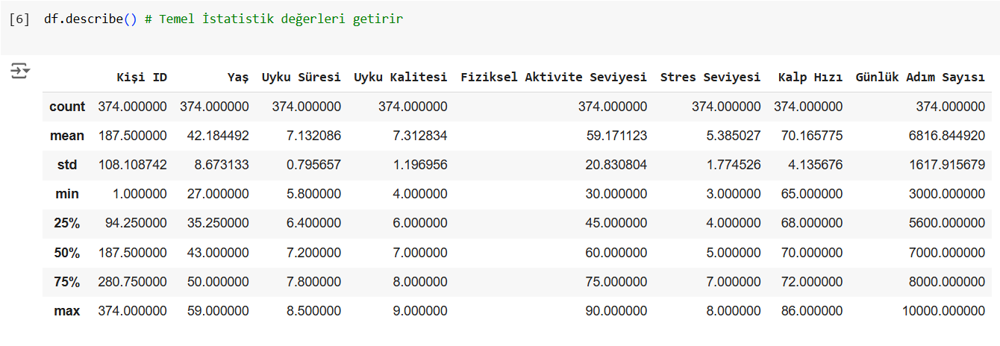 [6] df.describe() # Temel İstatistik değerleri getirir
Kişi ID Yaş Uyku Süresi Uyku Kalitesi Fiziksel Aktivite Seviyesi Stres Seviyesi Kalp Hızı Günlük Adım Sayısı
count 374.000000 374.000000 374.000000 374.000000 374.000000 374.000000 374.000000 374.000000
mean 187.500000 42.184492 7.132086 7.312834 59.171123 5.385027 70.165775 6816.844920
std 108.108742 8.673133 0.795657 1.196956 20.830804 1.774526 4.135676 1617.915679
min 1.000000 27.000000 5.800000 4.000000 30.000000 3.000000 65.000000 3000.000000
25% 94.250000 35.250000 6.400000 6.000000 45.000000 4.000000 68.000000 5600.000000
50% 187.500000 43.000000 7.200000 7.000000 60.000000 5.000000 70.000000 7000.000000
75% 280.750000 50.000000 7.800000 8.000000 75.000000 7.000000 72.000000 8000.000000
max 374.000000 59.000000 8.500000 9.000000 90.000000 8.000000 86.000000 10000.000000